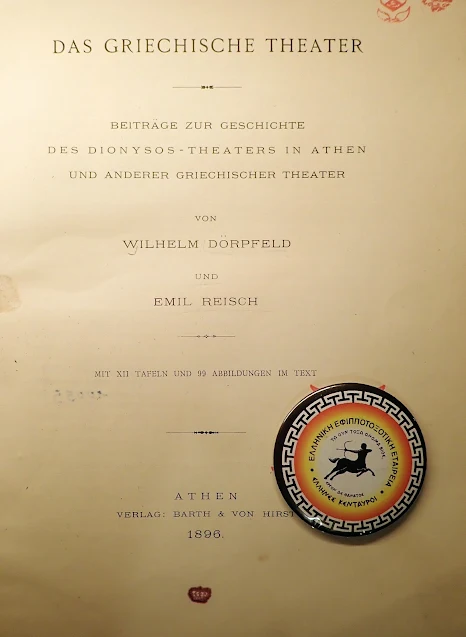 DAS GRIECHISCHE THEATER
BEITRÄGE ZUR GESCHICHTE
DES DIONYSOS-THEATERS IN ATHEN
UND ANDERER GRIECHISCHER THEATER
VON
WILHELM DÖRPFELD
UND
EMIL REISCH
MIT XII TAFELN UND 99 ABBILDUNGEN IM TEXT
ATHEN
VERLAG: BARTH & VON HIRST
1896.
ΕΛΛΗΝΙΚΗ ΕΦΙΠΠΟΤΟΞΟΤΙΚΗ ΕΤΑΙΡΕΙΑ
ΕΛΛΗΝΕΣ ΚΕΝΤΑΥΡΟΙ